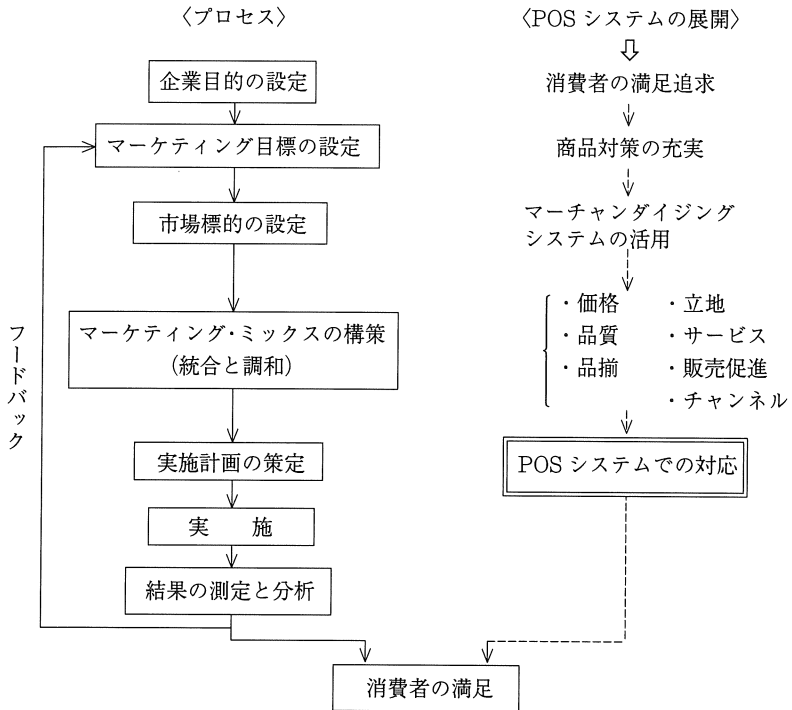 〈プロセス〉
企業目的の設定
マーケティング目標の設定
市場標的の設定
マーケティング・ミックスの構策
(統合と調和)
実施計画の策定
実　施
結果の測定と分析
フードバック
〈POSシステムの展開〉
消費者の満足追求
商品対策の充実
マーチャンダイジング
システムの活用
・価格　・立地
・品質　・サービス
・品揃　・販売促進
・チャンネル
POSシステムでの対応
消費者の満足